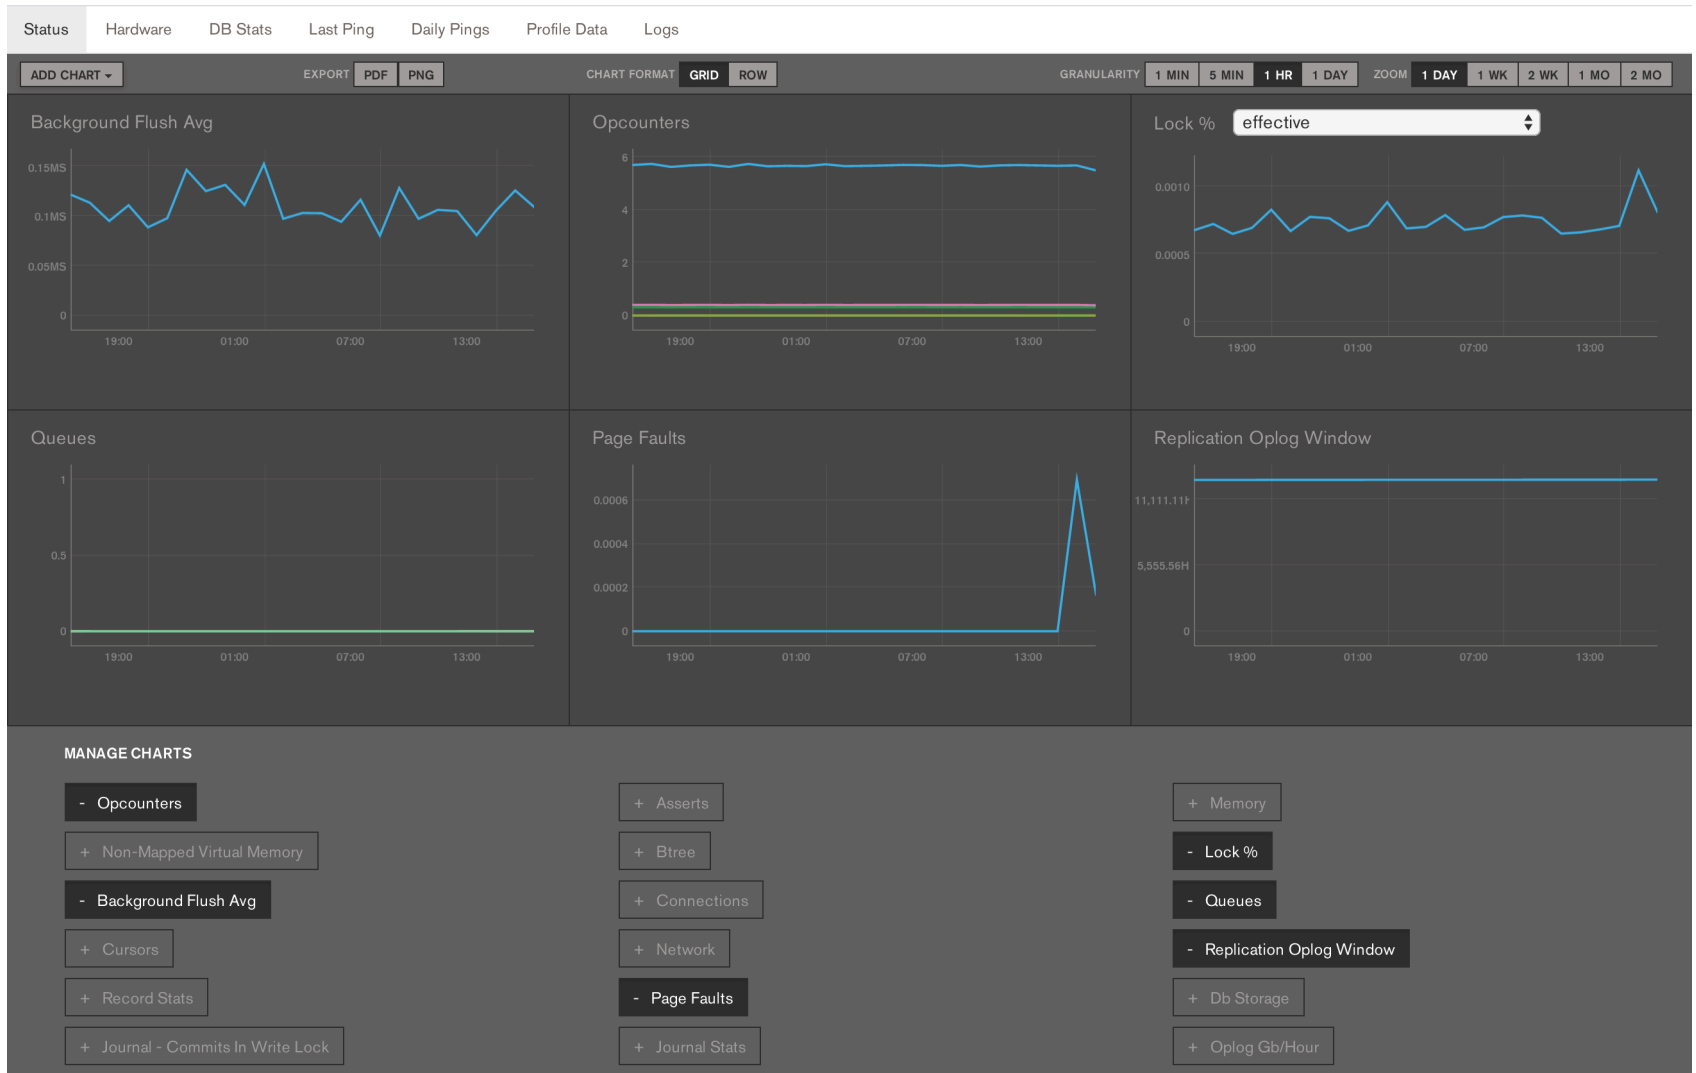 Status Hardware DB Stats Last Ping Daily Pings Profile Data Logs
ADD CHART EXPORT PDF PNG CHART FORMAT GRID ROW GRANULARITY 1 MIN 5 MIN 1 HR 1 DAY ZOOM 1 DAY 1 WK 2 WK 1 MO 2 MO
Background Flush Avg
0.15MS
0.1MS
0.05MS
0
19:00 01:00 07:00 13:00
Opcounters
6
4
2
0
19:00 01:00 07:00 13:00
Lock % effective
0.0010
0.0005
0
19:00 01:00 07:00 13:00
Queues
1
0.5
0
19:00 01:00 07:00 13:00
Page Faults
0.0006
0.0004
0.0002
0
19:00 01:00 07:00 13:00
Replication Oplog Window
11,111.11H
5,555.56H
0
19:00 01:00 07:00 13:00
MANAGE CHARTS
- Opcounters + Asserts + Memory
+ Non-Mapped Virtual Memory + Btree - Lock %
- Background Flush Avg + Connections - Queues
+ Cursors + Network - Replication Oplog Window
+ Record Stats - Page Faults + Db Storage
+ Journal - Commits In Write Lock + Journal Stats + Oplog Gb/Hour